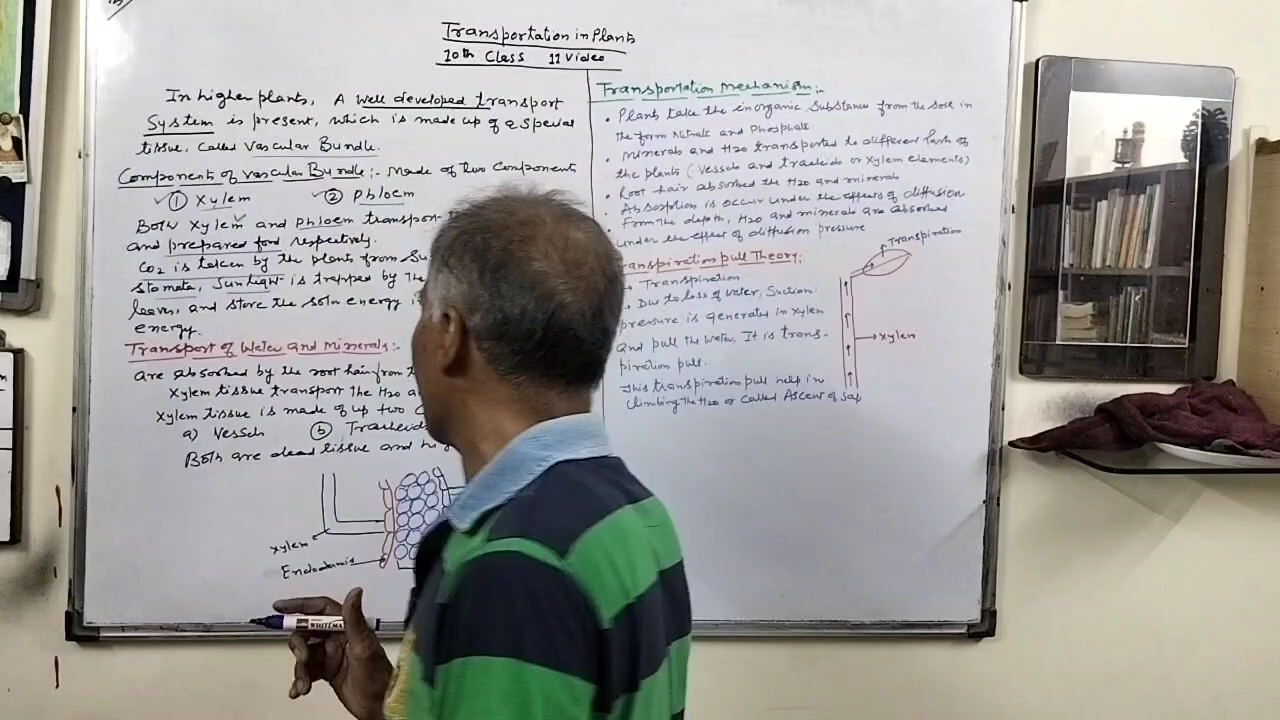 Transportation in Plants
10th Class 11 Video
In higher plants, A well developed transport
System is present, which is made up of a special
tissue, called Vascular Bundle.
Components of Vascular Bundle:- Made of two Components
① Xylem ② Phloem
Both Xylem and Phloem transport
and prepared food respectively.
CO2 is taken by the plants from
Stomata, Sunlight is trapped by the
leaves, and store the solar energy
energy.
Transport of Water and Minerals:-
are absorbed by the root hair from
Xylem tissue transport the H2O
Xylem tissue is made of up two
a) Vessels ⓑ Tracheids
Both are dead tissue and
Xylem
Endodermis
Transportation Mechanism:-
• Plants take the inorganic Substances from the Soil in
the form Nitrate and Phosphate.
• Minerals and H2O transported to different Parts of
the plants (Vessels and tracheids or xylem elements)
• Root hair absorbed the H2O and minerals
• Absorption is occur under the effects of diffusion
• Form the depth, H2O and minerals are absorbed
under the effect of diffusion pressure
Transpiration pull Theory:-
Transpiration
• Due to loss of water, Suction
pressure is generated in xylem
and pull the water. It is trans-
piration pull.
This transpiration pull help in
climbing the H2O or called Ascent of Sap
Transpiration
Xylem
WHITEMA